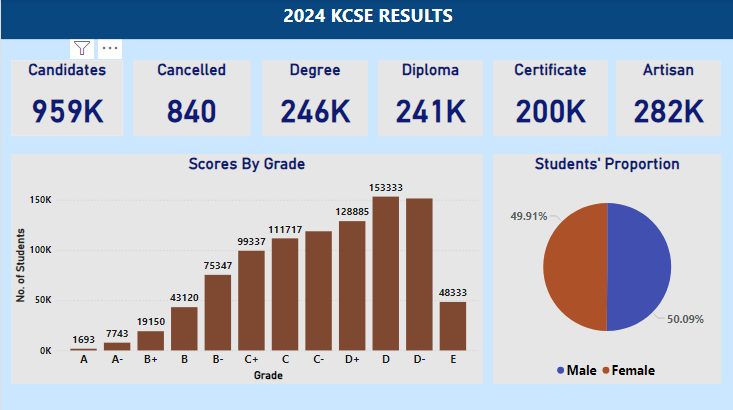 2024 KCSE RESULTS
Candidates
959K
Cancelled
840
Degree
246K
Diploma
241K
Certificate
200K
Artisan
282K
Scores By Grade
No. of Students
150K
100K
50K
0K
1693
7743
19150
43120
75347
99337
111717
128885
153333
48333
A A- B+ B B- C+ C C- D+ D D- E
Grade
Students' Proportion
49.91%
50.09%
Male Female